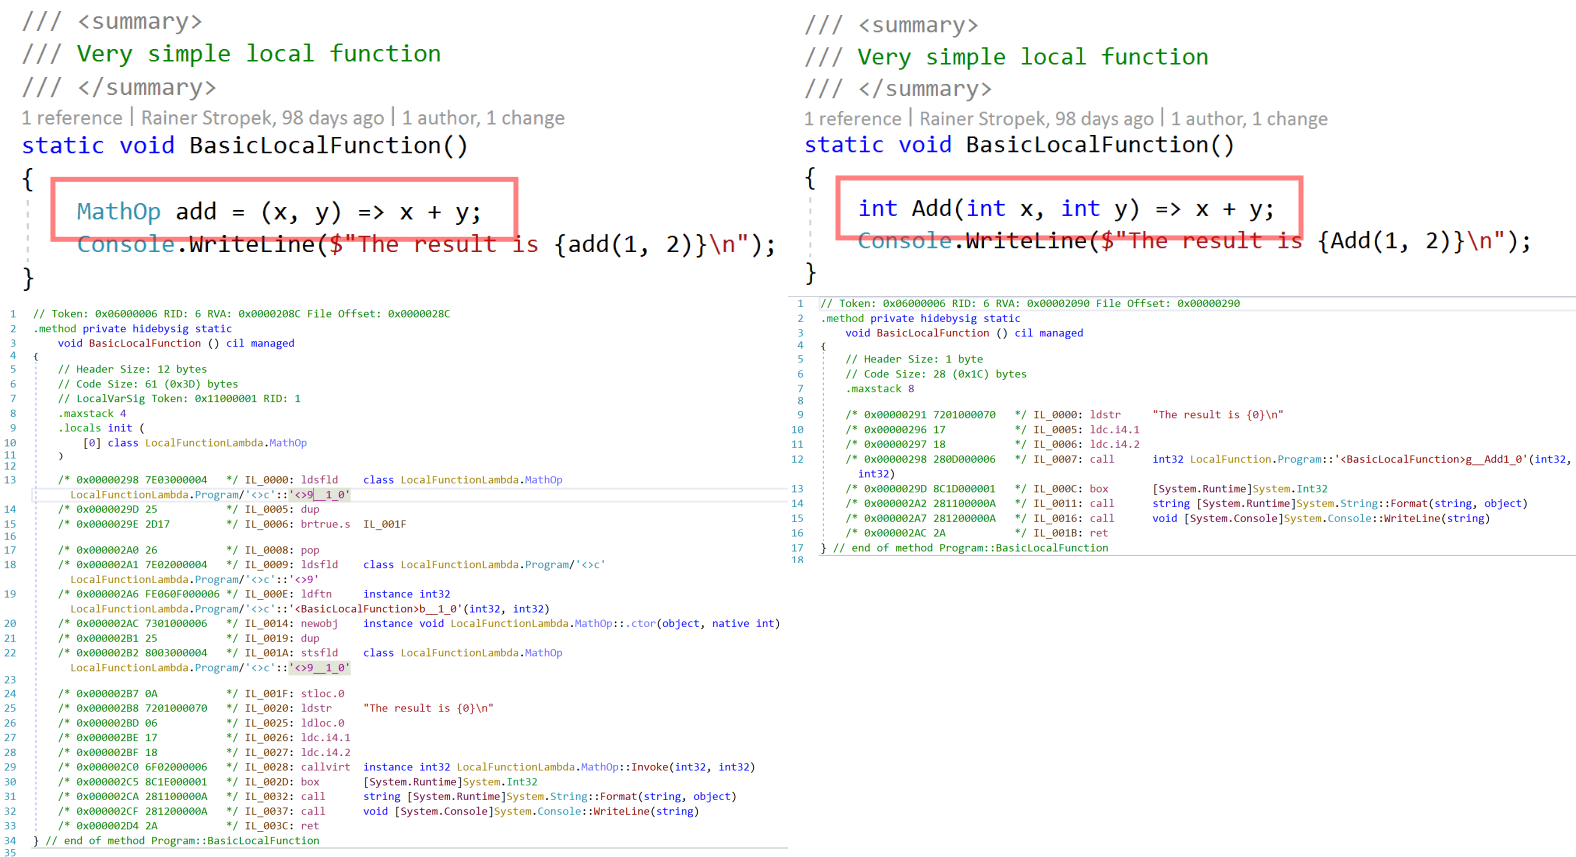 /// <summary>
/// Very simple local function
/// </summary>
1 reference | Rainer Stropek, 98 days ago | 1 author, 1 change
static void BasicLocalFunction()
{
MathOp add = (x, y) => x + y;
Console.WriteLine($"The result is {add(1, 2)}\n");
}
1 // Token: 0x06000006 RID: 6 RVA: 0x0000208C File Offset: 0x0000028C
2 .method private hidebysig static
3 void BasicLocalFunction () cil managed
4 {
5 // Header Size: 12 bytes
6 // Code Size: 61 (0x3D) bytes
7 // LocalVarSig Token: 0x11000001 RID: 1
8 .maxstack 4
9 .locals init (
10 [0] class LocalFunctionLambda.MathOp
11 )
12
13 /* 0x00000298 7E03000004 */ IL_0000: ldsfld class LocalFunctionLambda.MathOp
LocalFunctionLambda.Program/'<>c'::'<>9__1_0'
14 /* 0x0000029D 25 */ IL_0005: dup
15 /* 0x0000029E 2D17 */ IL_0006: brtrue.s IL_001F
16
17 /* 0x000002A0 26 */ IL_0008: pop
18 /* 0x000002A1 7E02000004 */ IL_0009: ldsfld class LocalFunctionLambda.Program/'<>c'
LocalFunctionLambda.Program/'<>c'::'<>9'
19 /* 0x000002A6 FE060F000006 */ IL_000E: ldftn instance int32
LocalFunctionLambda.Program/'<>c'::'<BasicLocalFunction>b__1_0'(int32, int32)
20 /* 0x000002AC 7301000006 */ IL_0014: newobj instance void LocalFunctionLambda.MathOp::.ctor(object, native int)
21 /* 0x000002B1 25 */ IL_0019: dup
22 /* 0x000002B2 8003000004 */ IL_001A: stsfld class LocalFunctionLambda.MathOp
LocalFunctionLambda.Program/'<>c'::'<>9__1_0'
23
24 /* 0x000002B7 0A */ IL_001F: stloc.0
25 /* 0x000002B8 7201000070 */ IL_0020: ldstr "The result is {0}\n"
26 /* 0x000002BD 06 */ IL_0025: ldloc.0
27 /* 0x000002BE 17 */ IL_0026: ldc.i4.1
28 /* 0x000002BF 18 */ IL_0027: ldc.i4.2
29 /* 0x000002C0 6F02000006 */ IL_0028: callvirt instance int32 LocalFunctionLambda.MathOp::Invoke(int32, int32)
30 /* 0x000002C5 8C1E000001 */ IL_002D: box [System.Runtime]System.Int32
31 /* 0x000002CA 281100000A */ IL_0032: call string [System.Runtime]System.String::Format(string, object)
32 /* 0x000002CF 281200000A */ IL_0037: call void [System.Console]System.Console::WriteLine(string)
33 /* 0x000002D4 2A */ IL_003C: ret
34 } // end of method Program::BasicLocalFunction
35
/// <summary>
/// Very simple local function
/// </summary>
1 reference | Rainer Stropek, 98 days ago | 1 author, 1 change
static void BasicLocalFunction()
{
int Add(int x, int y) => x + y;
Console.WriteLine($"The result is {Add(1, 2)}\n");
}
1 // Token: 0x06000006 RID: 6 RVA: 0x00002090 File Offset: 0x00000290
2 .method private hidebysig static
3 void BasicLocalFunction () cil managed
4 {
5 // Header Size: 1 byte
6 // Code Size: 28 (0x1C) bytes
7 .maxstack 8
8
9 /* 0x00000291 7201000070 */ IL_0000: ldstr "The result is {0}\n"
10 /* 0x00000296 17 */ IL_0005: ldc.i4.1
11 /* 0x00000297 18 */ IL_0006: ldc.i4.2
12 /* 0x00000298 280D000006 */ IL_0007: call int32 LocalFunction.Program::'<BasicLocalFunction>g__Add1_0'(int32,
int32)
13 /* 0x0000029D 8C1D000001 */ IL_000C: box [System.Runtime]System.Int32
14 /* 0x000002A2 281100000A */ IL_0011: call string [System.Runtime]System.String::Format(string, object)
15 /* 0x000002A7 281200000A */ IL_0016: call void [System.Console]System.Console::WriteLine(string)
16 /* 0x000002AC 2A */ IL_001B: ret
17 } // end of method Program::BasicLocalFunction
18